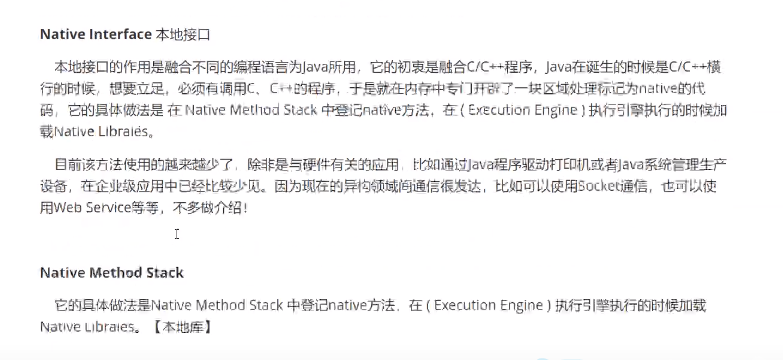 Native Interface 本地接口
本地接口的作用是融合不同的编程语言为Java所用，它的初衷是融合C/C++程序，Java在诞生的时候是C/C++横
行的时候，想要立足，必须有调用C、C++的程序，于是就在内存中专门开辟了一块区域处理标记为native的代
码，它的具体做法是 在 Native Method Stack 中登记native方法，在 ( Execution Engine ) 执行引擎执行的时候加
载Native Libraies。
目前该方法使用的越来越少了，除非是与硬件有关的应用，比如通过Java程序驱动打印机或者Java系统管理生产
设备，在企业级应用中已经比较少见。因为现在的异构领域间通信很发达，比如可以使用Socket通信，也可以使
用Web Service等等，不多做介绍！
Native Method Stack
它的具体做法是Native Method Stack 中登记native方法，在 ( Execution Engine ) 执行引擎执行的时候加载
Native Libraies。【本地库】